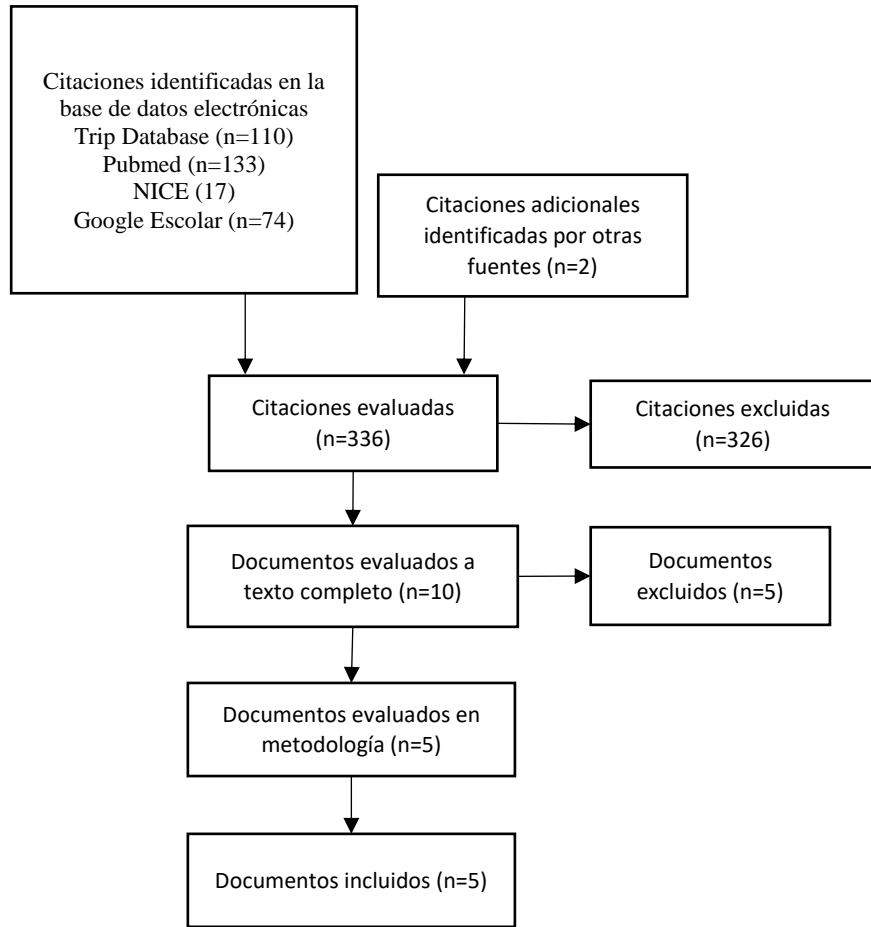 Citaciones identificadas en la
base de datos electrónicas
Trip Database (n=110)
Pubmed (n=133)
NICE (17)
Google Escolar (n=74)
Citaciones adicionales
identificadas por otras
fuentes (n=2)
Citaciones evaluadas
(n=336)
Citaciones excluidas
(n=326)
Documentos evaluados a
texto completo (n=10)
Documentos
excluidos (n=5)
Documentos evaluados en
metodología (n=5)
Documentos incluidos (n=5)